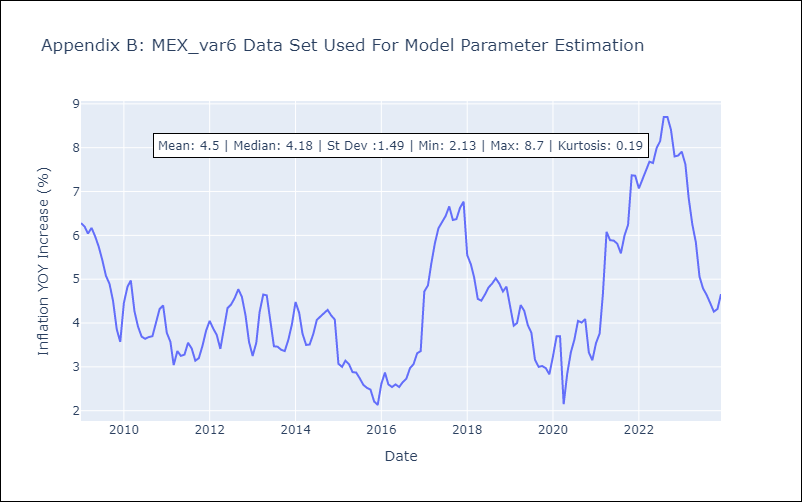 Appendix B: MEX_var6 Data Set Used For Model Parameter Estimation
Mean: 4.5 | Median: 4.18 | St Dev :1.49 | Min: 2.13 | Max: 8.7 | Kurtosis: 0.19
Inflation YOY Increase (%)
9
8
7
6
5
4
3
2
2010 2012 2014 2016 2018 2020 2022
Date